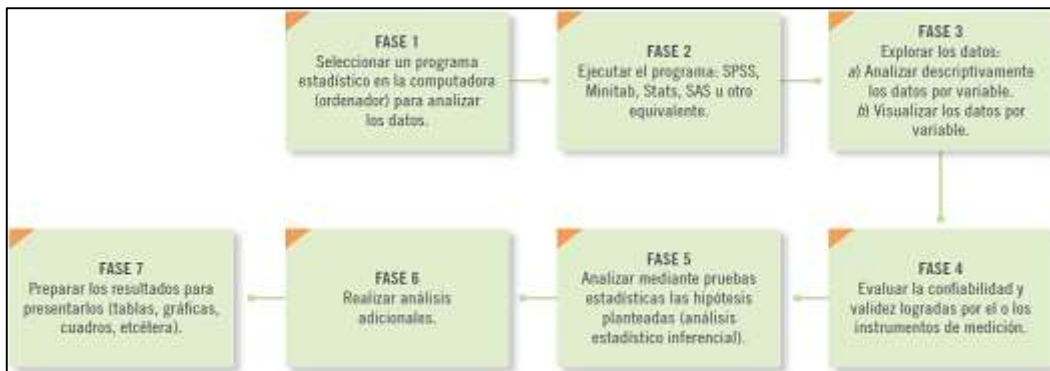 FASE 1
Seleccionar un programa
estadístico en la computadora
(ordenador) para analizar
los datos.
FASE 2
Ejecutar el programa: SPSS,
Minitab, Stats, SAS u otro
equivalente.
FASE 3
Explorar los datos:
a) Analizar descriptivamente
los datos por variable.
b) Visualizar los datos por
variable.
FASE 4
Evaluar la confiabilidad y
validez logradas por el o los
instrumentos de medición.
FASE 5
Analizar mediante pruebas
estadísticas las hipótesis
planteadas (análisis
estadístico inferencial).
FASE 6
Realizar análisis
adicionales.
FASE 7
Preparar los resultados para
presentarlos (tablas, gráficas,
cuadros, etcétera).